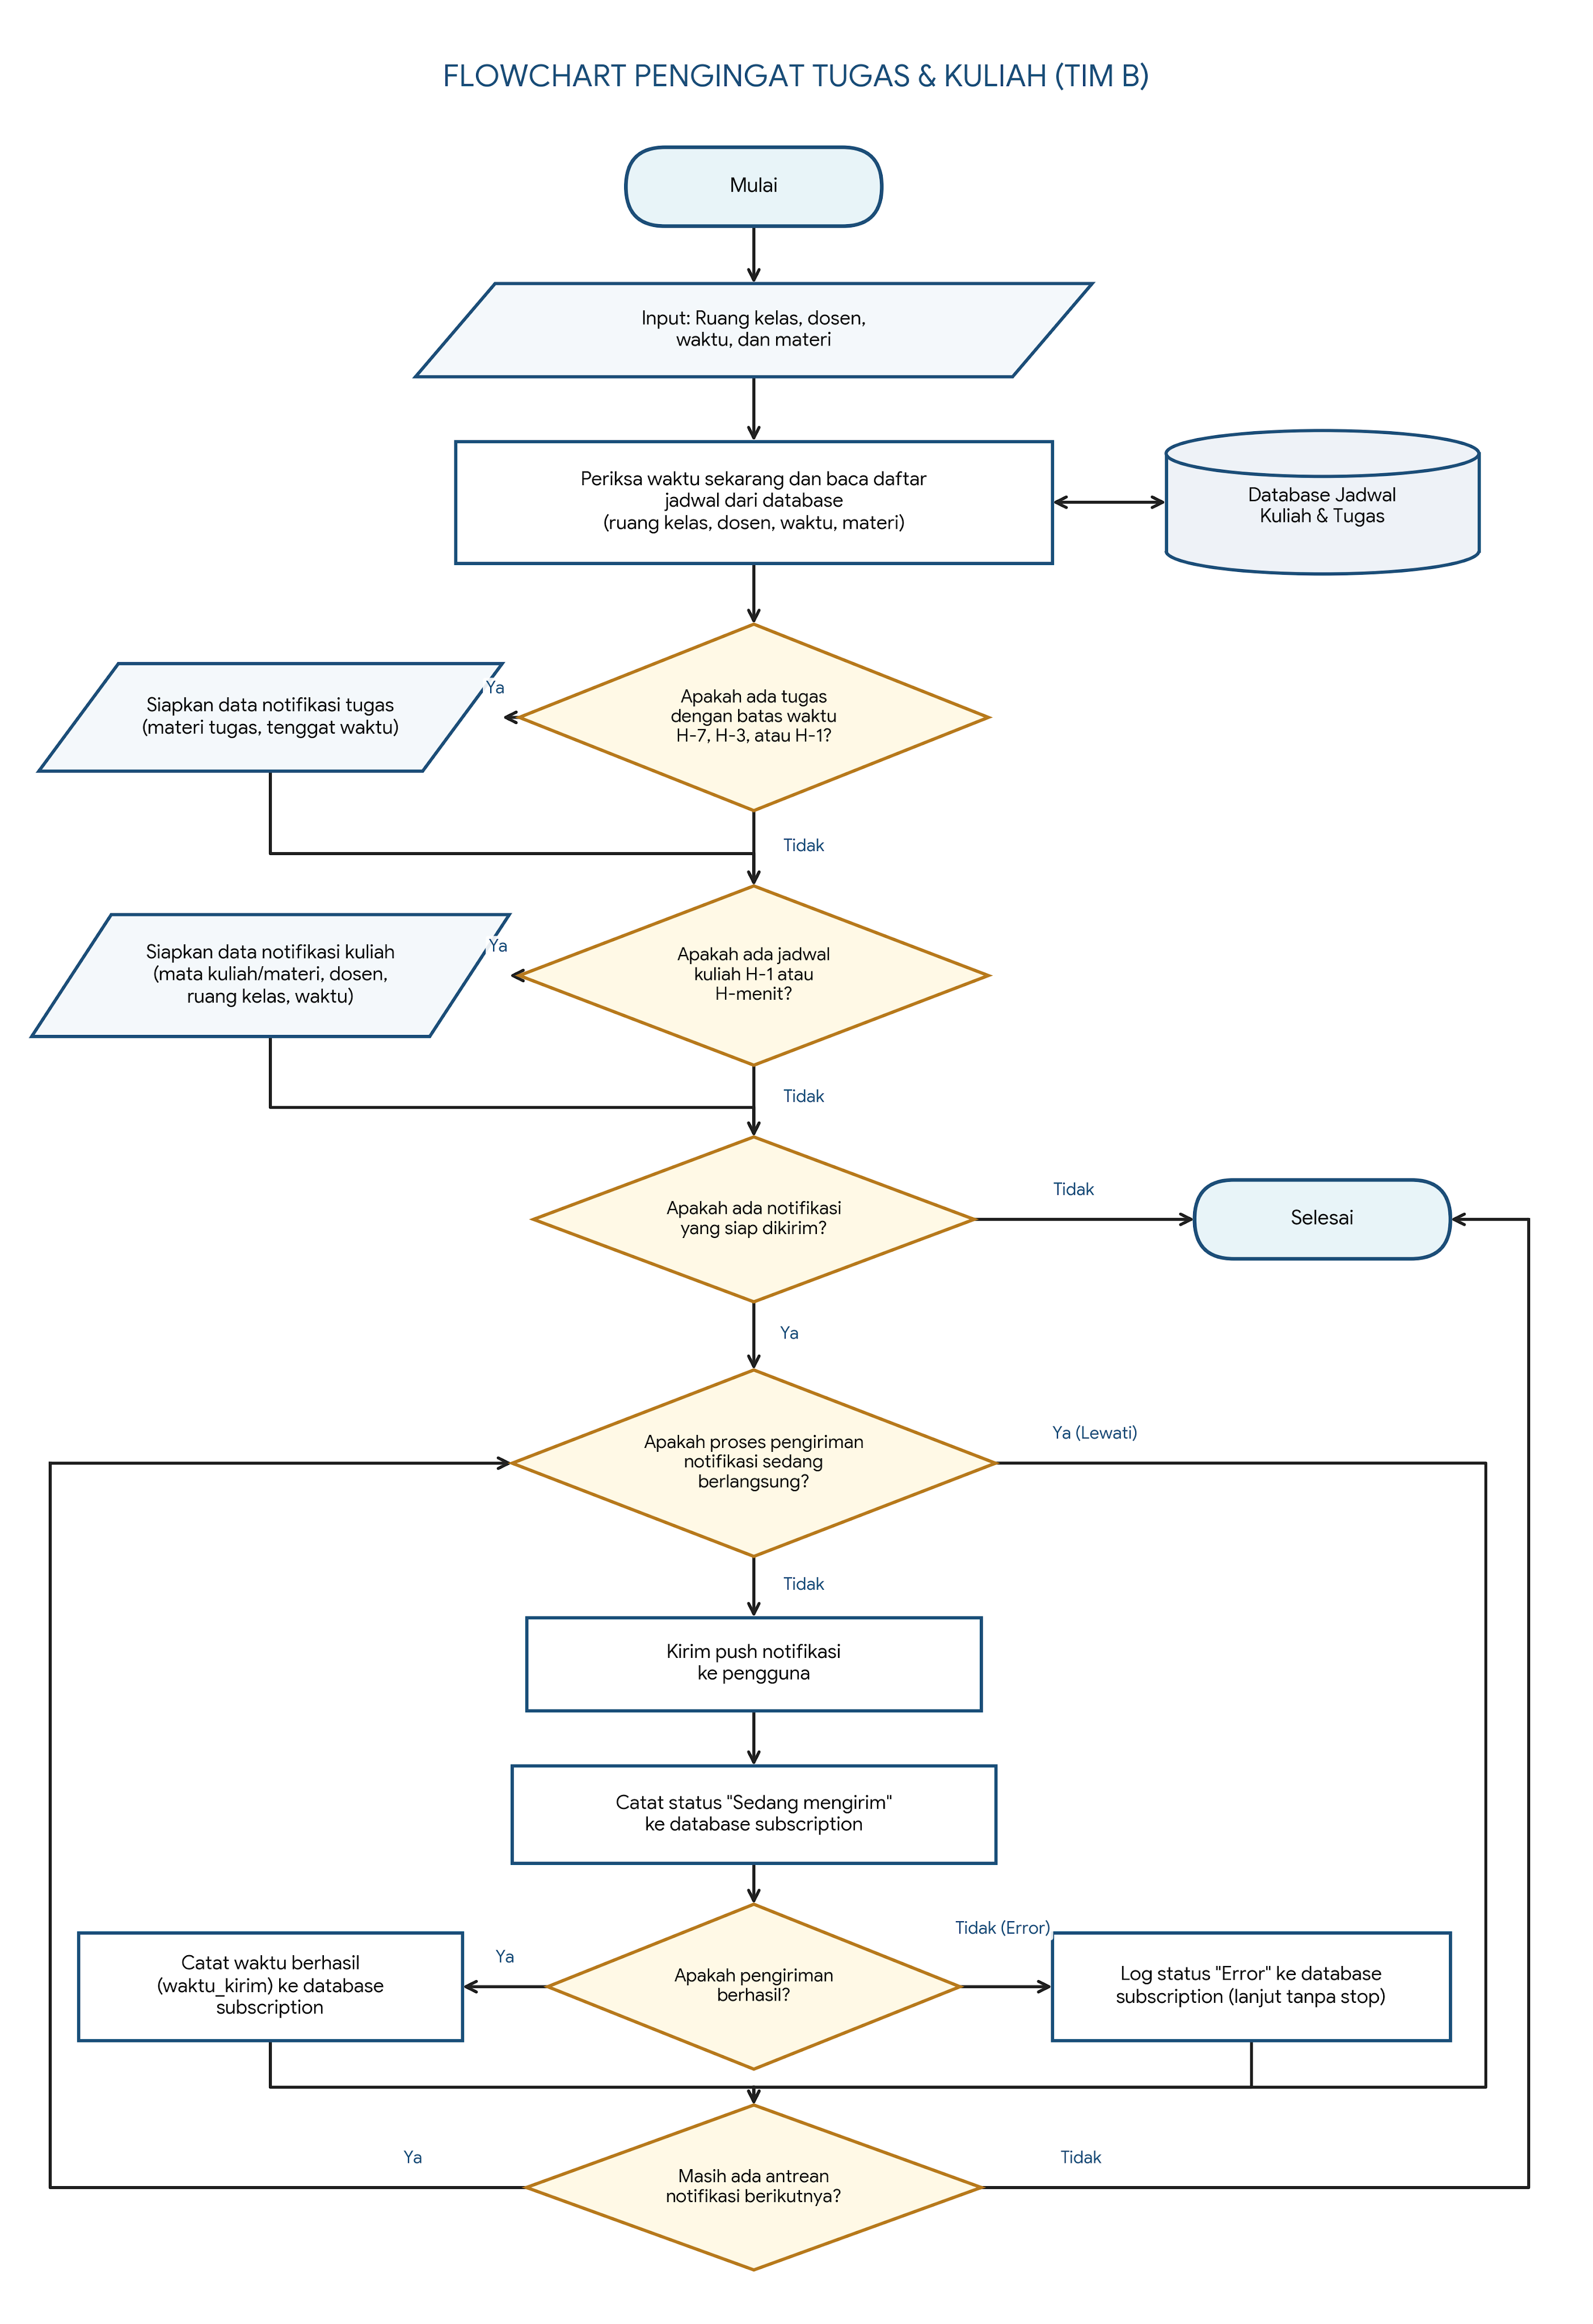 FLOWCHART PENGINGAT TUGAS & KULIAH (TIM B)
Mulai
Input: Ruang kelas, dosen,
waktu, dan materi
Periksa waktu sekarang dan baca daftar
jadwal dari database
(ruang kelas, dosen, waktu, materi)
Database Jadwal
Kuliah & Tugas
Apakah ada tugas
dengan batas waktu
H-7, H-3, atau H-1?
Ya
Siapkan data notifikasi tugas
(materi tugas, tenggat waktu)
Tidak
Apakah ada jadwal
kuliah H-1 atau
H-menit?
Ya
Siapkan data notifikasi kuliah
(mata kuliah/materi, dosen,
ruang kelas, waktu)
Tidak
Apakah ada notifikasi
yang siap dikirim?
Tidak
Selesai
Ya
Apakah proses pengiriman
notifikasi sedang
berlangsung?
Ya (Lewati)
Tidak
Kirim push notifikasi
ke pengguna
Catat status "Sedang mengirim"
ke database subscription
Apakah pengiriman
berhasil?
Ya
Catat waktu berhasil
(waktu_kirim) ke database
subscription
Tidak (Error)
Log status "Error" ke database
subscription (lanjut tanpa stop)
Masih ada antrean
notifikasi berikutnya?
Ya
Tidak